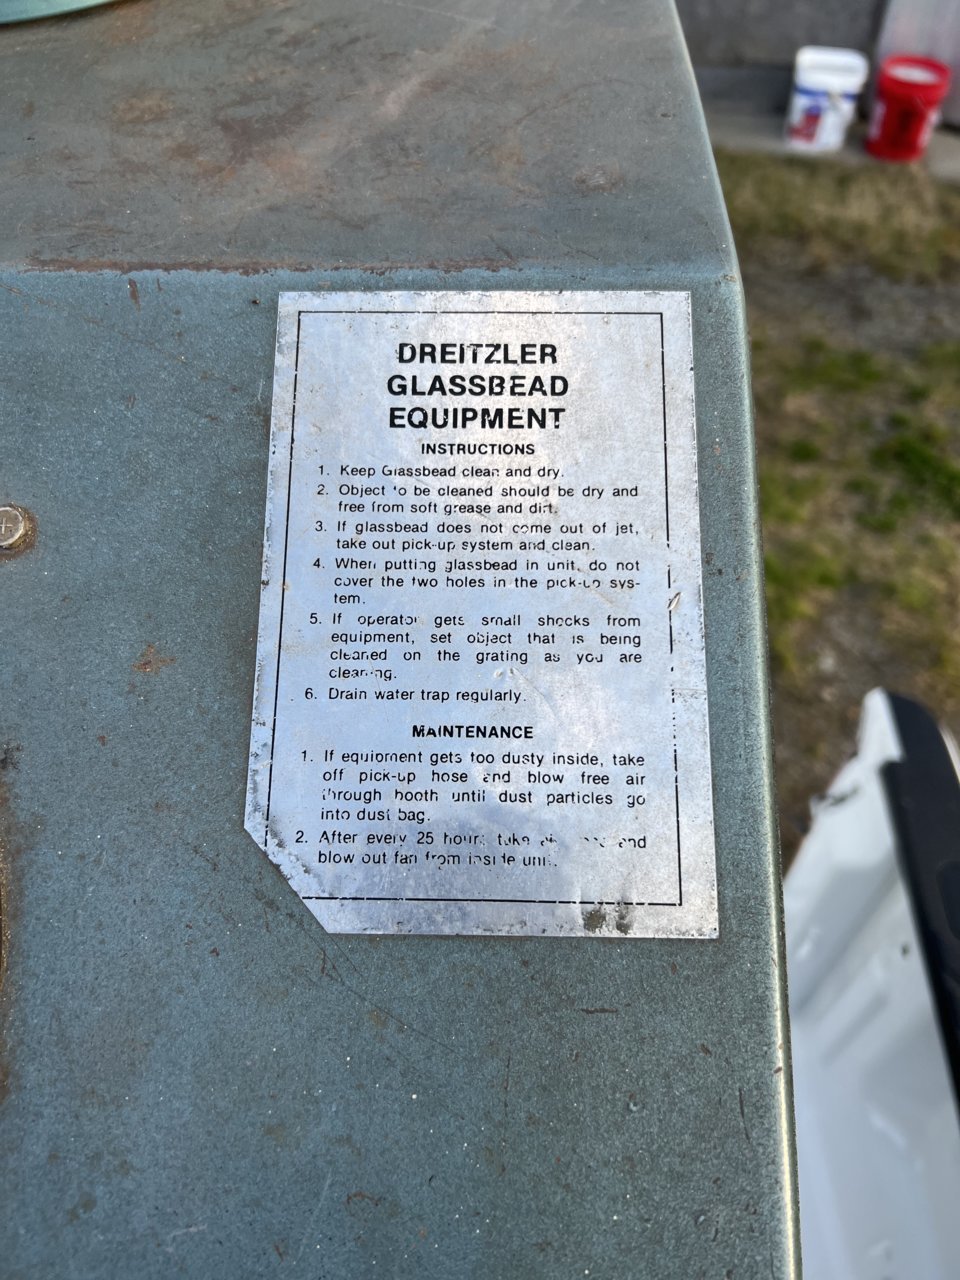 DREITZLER
GLASSBEAD
EQUIPMENT
INSTRUCTIONS
1. Keep Glassbead clean and dry.
2. Object to be cleaned should be dry and
free from soft grease and dirt.
3. If glassbead does not come out of jet,
take out pick-up system and clean.
4. When putting glassbead in unit, do not
cover the two holes in the pick-up sys-
tem.
5. If operator gets small shocks from
equipment, set object that is being
cleaned on the grating as you are
cleaning.
6. Drain water trap regularly.
MAINTENANCE
1. If equipment gets too dusty inside, take
off pick-up hose and blow free air
through booth until dust particles go
into dust bag.
2. After every 25 hours take and
blow out fan from inside unit.